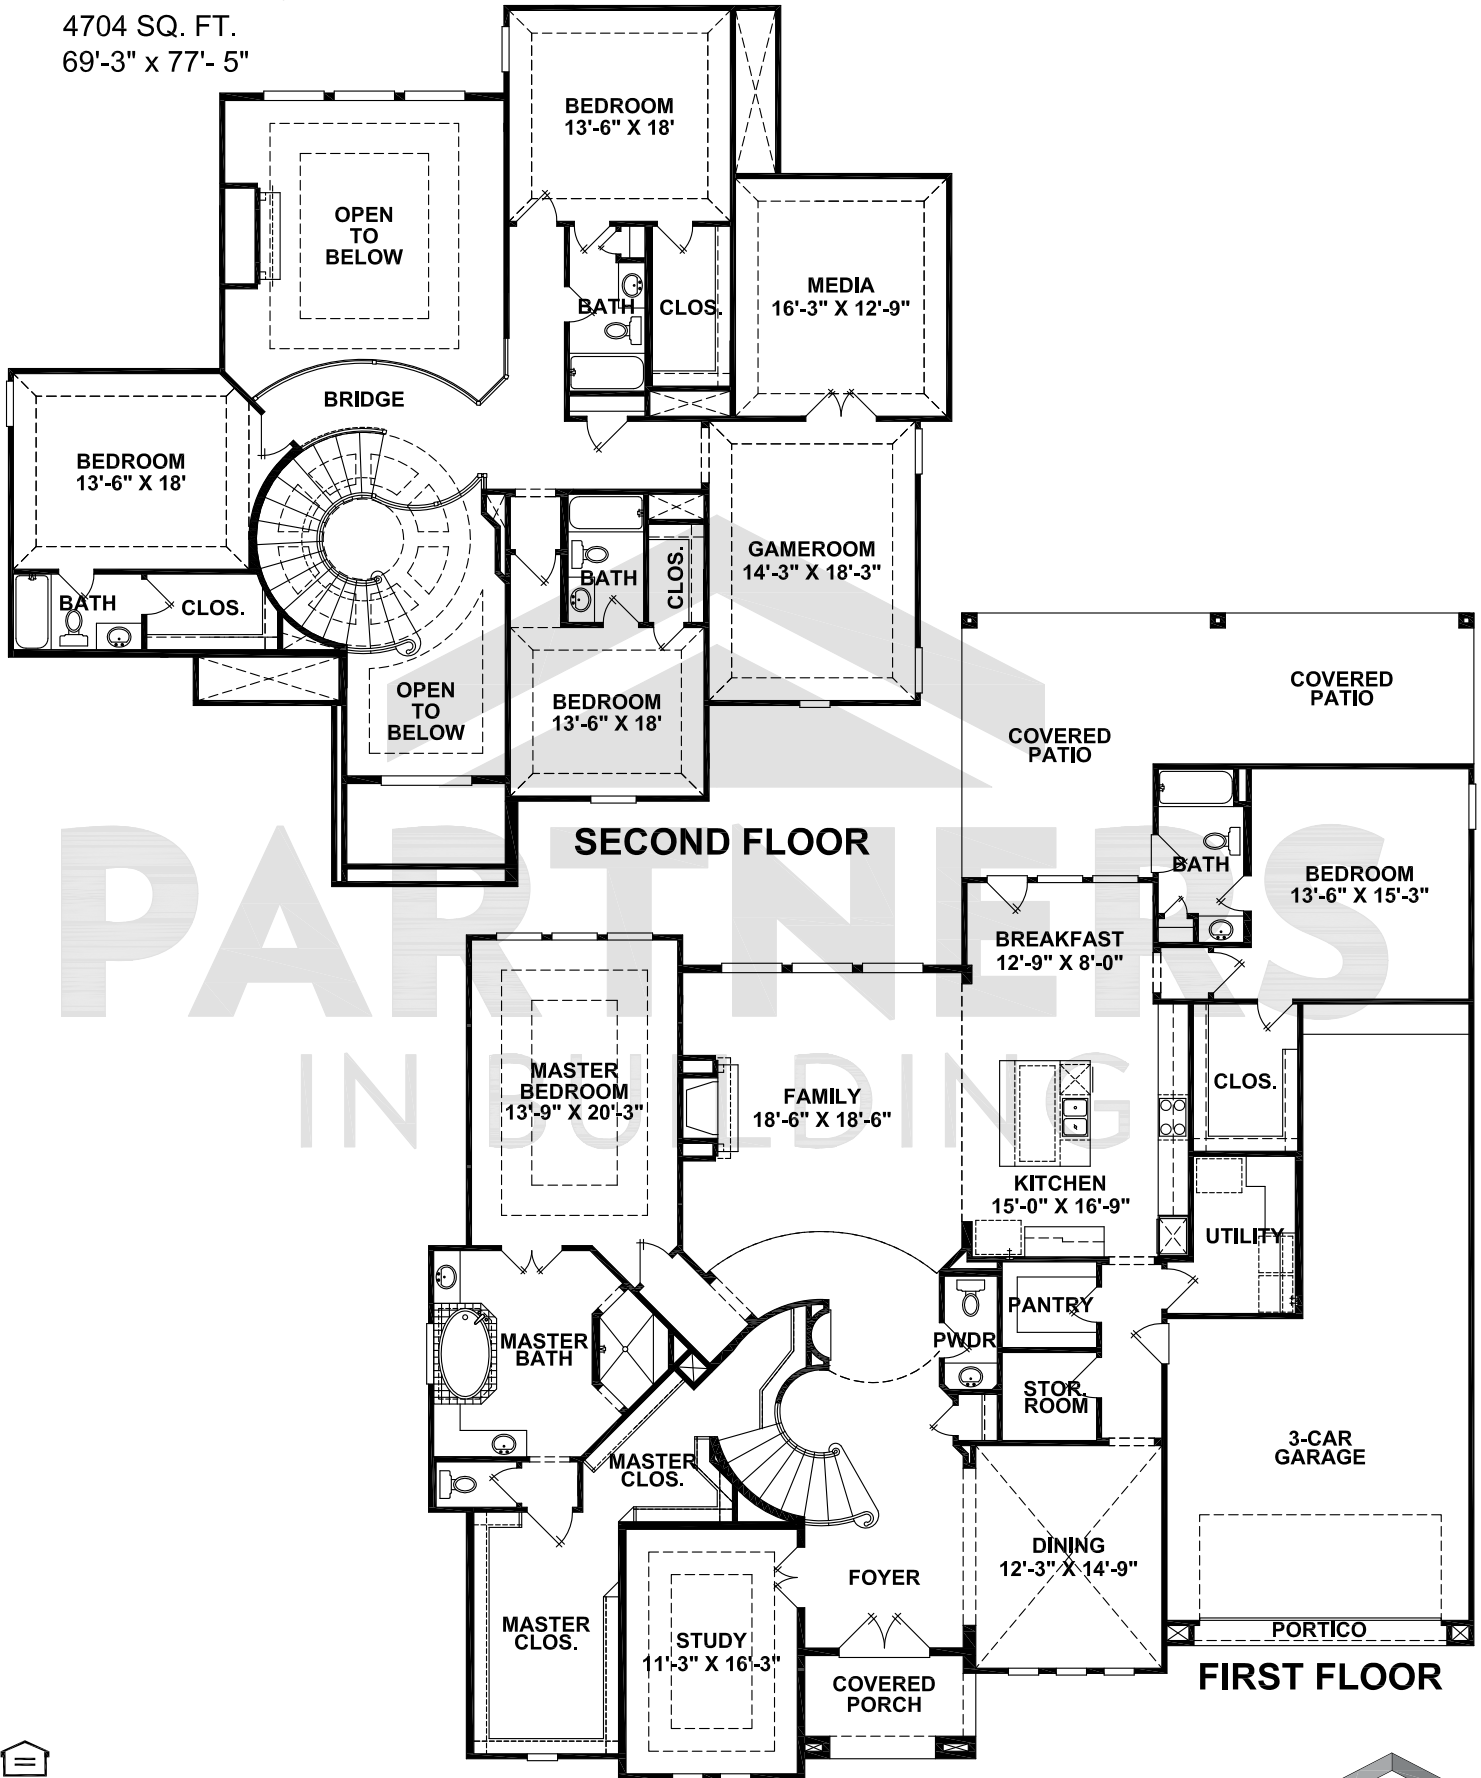 4704 SQ. FT.
69'-3" x 77'- 5"
BEDROOM
13'-6" X 18'
OPEN
TO
BELOW
MEDIA
16'-3" X 12'-9"
BATH
CLOS.
BRIDGE
BEDROOM
13'-6" X 18'
GAMEROOM
14'-3" X 18'-3"
BATH
CLOS.
BATH
CLOS.
OPEN
TO
BELOW
BEDROOM
13'-6" X 18'
SECOND FLOOR
COVERED
PATIO
COVERED
PATIO
BATH
BEDROOM
13'-6" X 15'-3"
BREAKFAST
12'-9" X 8'-0"
PARTNERS
IN BUILDING
MASTER
BEDROOM
13'-9" X 20'-3"
FAMILY
18'-6" X 18'-6"
CLOS.
KITCHEN
15'-0" X 16'-9"
UTILITY
PANTRY
PWDR
MASTER
BATH
STOR.
ROOM
MASTER
CLOS.
3-CAR
GARAGE
DINING
12'-3" X 14'-9"
FOYER
MASTER
CLOS.
STUDY
11'-3" X 16'-3"
PORTICO
COVERED
PORCH
FIRST FLOOR